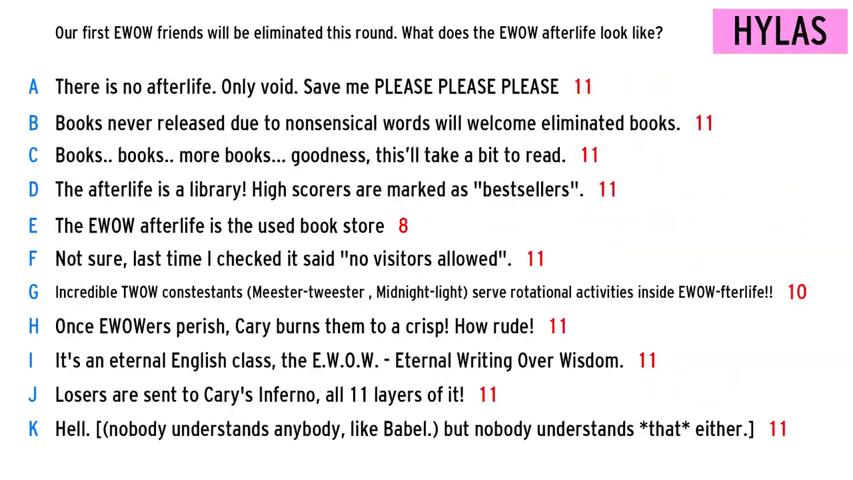 Our first EWOW friends will be eliminated this round. What does the EWOW afterlife look like? HYLAS
A There is no afterlife. Only void. Save me PLEASE PLEASE PLEASE 11
B Books never released due to nonsensical words will welcome eliminated books. 11
C Books.. books.. more books... goodness, this'll take a bit to read. 11
D The afterlife is a library! High scorers are marked as "bestsellers". 11
E The EWOW afterlife is the used book store 8
F Not sure, last time I checked it said "no visitors allowed". 11
G Incredible TWOW constestants (Meester-tweester , Midnight-light) serve rotational activities inside EWOW-fterlife!! 10
H Once EWOWers perish, Cary burns them to a crisp! How rude! 11
I It's an eternal English class, the E.W.O.W. - Eternal Writing Over Wisdom. 11
J Losers are sent to Cary's Inferno, all 11 layers of it! 11
K Hell. [(nobody understands anybody, like Babel.) but nobody understands *that* either.] 11